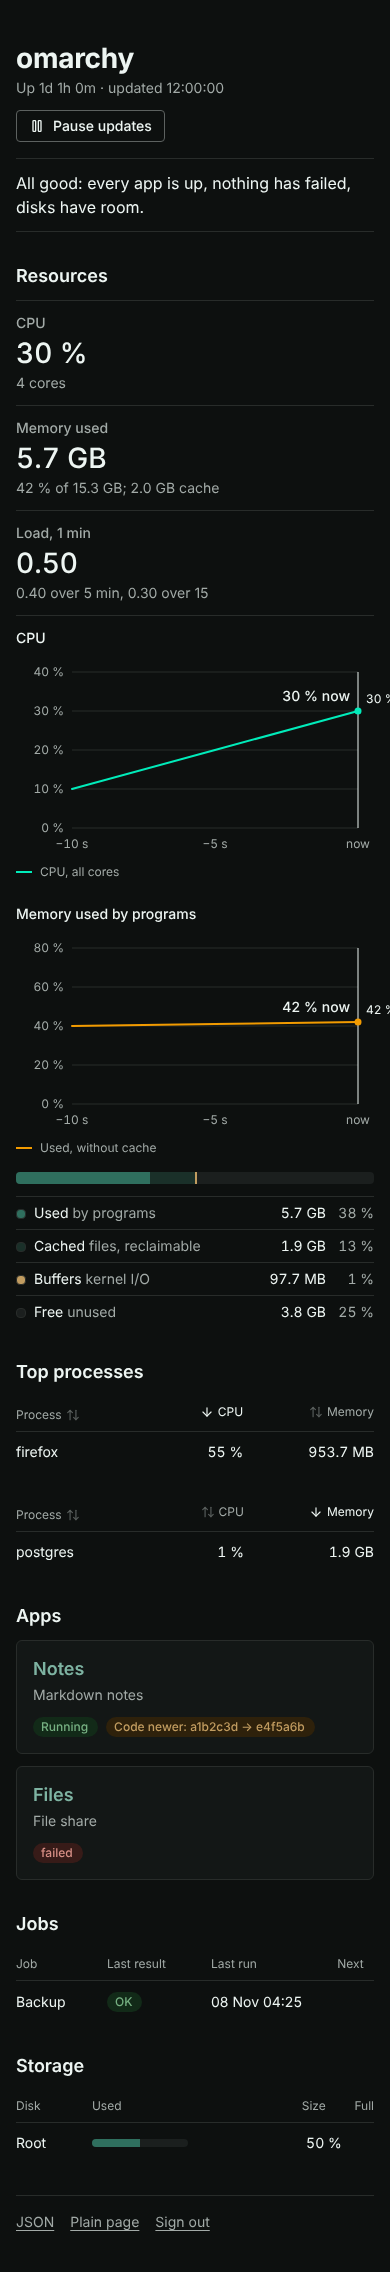 omarchy
Up 1d 1h 0m · updated 12:00:00
Pause updates
All good: every app is up, nothing has failed,
disks have room.
Resources
CPU
30 %
4 cores
Memory used
5.7 GB
42 % of 15.3 GB; 2.0 GB cache
Load, 1 min
0.50
0.40 over 5 min, 0.30 over 15
CPU
40 %
30 % now
30 %
30 %
20 %
10 %
0 %
−10 s
−5 s
now
CPU, all cores
Memory used by programs
80 %
60 %
42 % now
42 %
40 %
20 %
0 %
−10 s
−5 s
now
Used, without cache
Used by programs 5.7 GB 38 %
Cached files, reclaimable 1.9 GB 13 %
Buffers kernel I/O 97.7 MB 1 %
Free unused 3.8 GB 25 %
Top processes
Process CPU Memory
firefox 55 % 953.7 MB
Process CPU Memory
postgres 1 % 1.9 GB
Apps
Notes
Markdown notes
Running Code newer: a1b2c3d → e4f5a6b
Files
File share
failed
Jobs
Job Last result Last run Next
Backup OK 08 Nov 04:25
Storage
Disk Used Size Full
Root 50 %
JSON Plain page Sign out